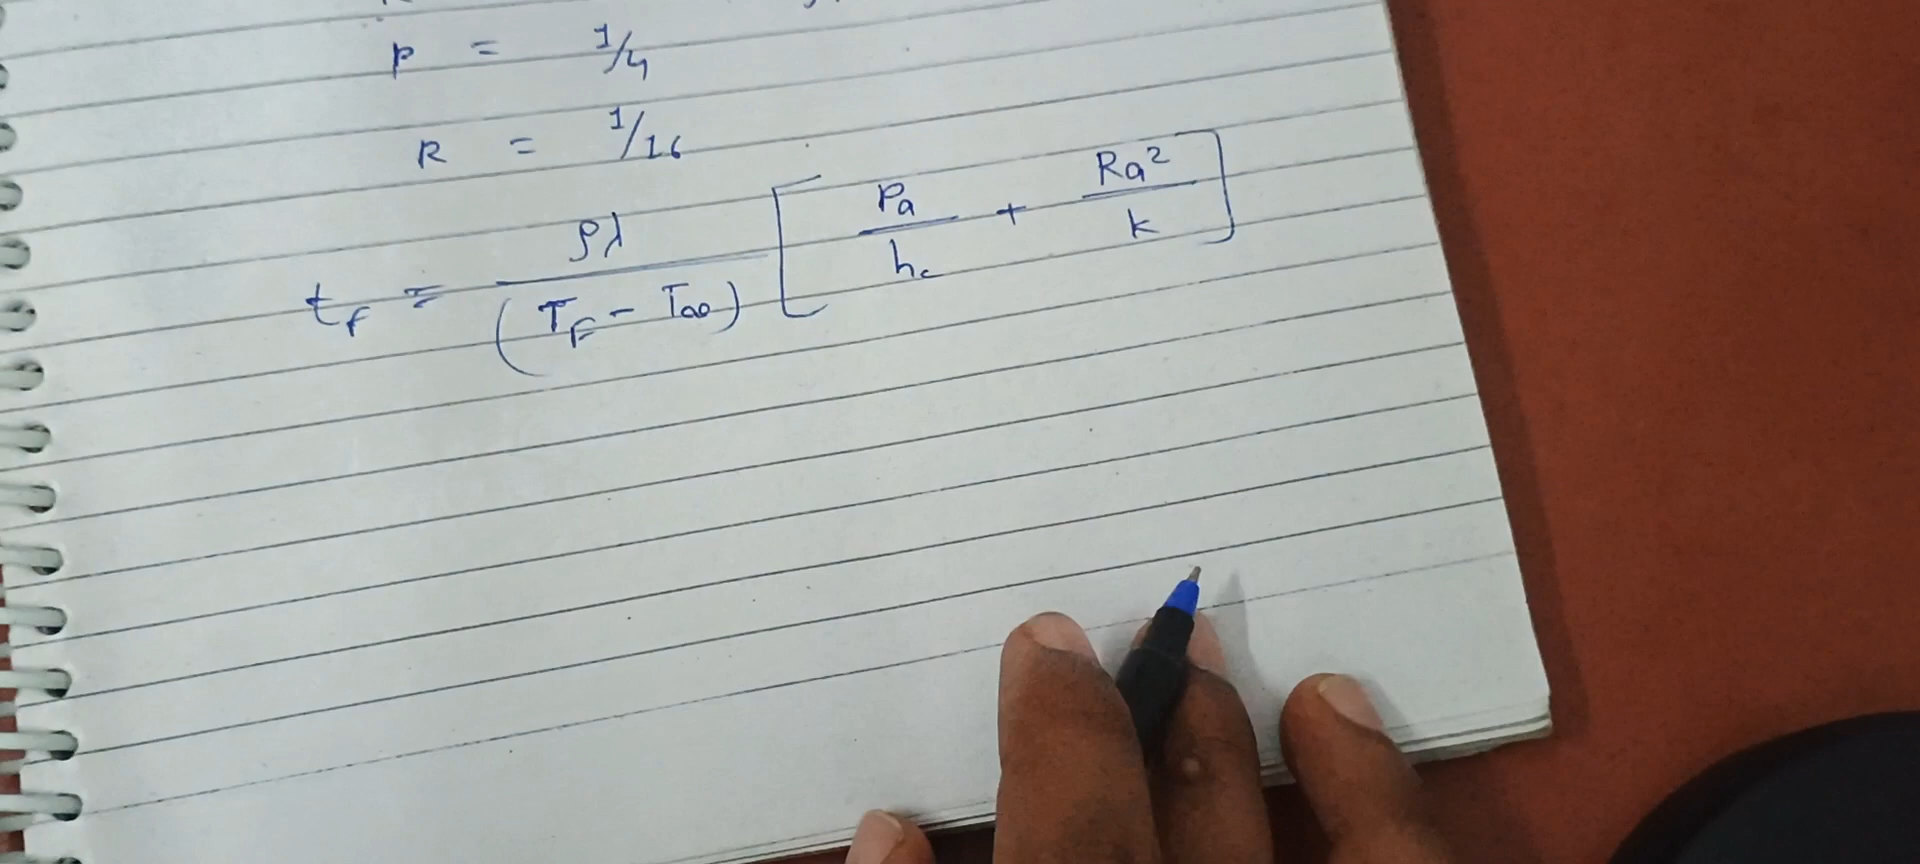 P = 1/4
R = 1/16
t_f = ρλ / (T_F - T_∞) [ Pa / h_c + Ra² / k ]